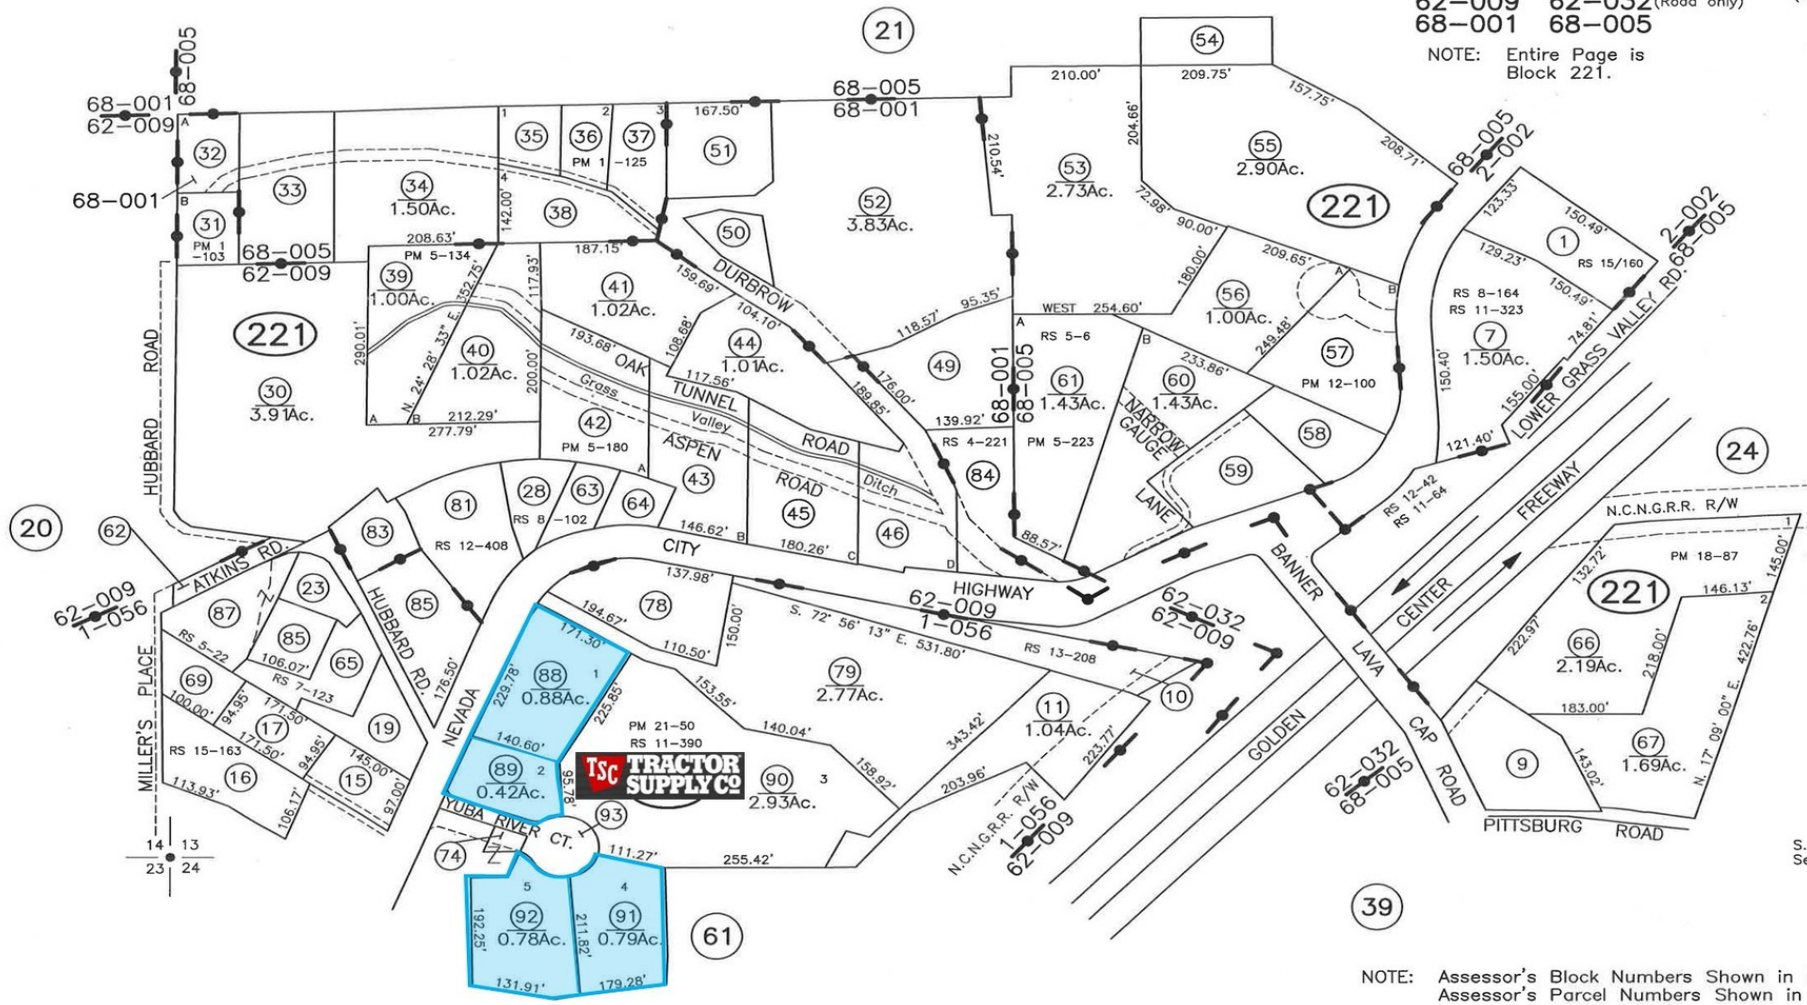 62-009 62-032 (Road only)
68-001 68-005
NOTE: Entire Page is
Block 221.
21
54
68-005
68-001
62-009
68-005
68-001
210.00'
209.75'
157.75'
208.71'
204.66'
167.50'
210.54'
68-005
2-002
A
32
33
34
1.50Ac.
1
35
2
36
3
37
PM 1 -125
51
52
3.83Ac.
53
2.73Ac.
55
2.90Ac.
221
123.33'
150.49'
1
RS 15/160
2-002
68-005
68-001
B
31
PM 1
-103
4
142.00'
38
50
72.98'
90.00'
209.65'
A
B
129.23'
150.49'
68-005
62-009
208.63'
PM 5-134
187.15'
159.69'
DURBROW
104.10'
180.00'
39
1.00Ac.
352.75'
117.93'
41
1.02Ac.
95.35'
118.57'
WEST 254.60'
56
1.00Ac.
RS 8-164
RS 11-323
7
1.50Ac.
74.81'
155.00'
LOWER GRASS VALLEY RD.
HUBBARD ROAD
221
30
3.91Ac.
290.01'
N. 24° 28' 33" E.
40
1.02Ac.
200.00'
193.68'
OAK
108.68'
44
1.01Ac.
49
68-001
68-005
A
RS 5-6
B
61
1.43Ac.
233.86'
249.48'
60
1.43Ac.
57
PM 12-100
150.40'
A
B
212.29'
277.79'
42
PM 5-180
Grass
Valley
Ditch
117.56'
TUNNEL
ROAD
189.85'
176.00'
139.92'
RS 4-221
PM 5-223
NARROW
GAUGE
LANE
58
59
121.40'
ASPEN
ROAD
A
43
45
46
84
24
20
62
83
81
28
63
64
RS 8 -102
RS 12-408
146.62'
B
180.26'
C
D
88.57'
RS 12-42
RS 11-64
FREEWAY
N.C.N.G.R.R. R/W
1
ATKINS RD.
CITY
HIGHWAY
137.98'
BANNER
LAVA
CAP
ROAD
CENTER
GOLDEN
132.72'
PM 18-87
221
145.00'
146.13'
2
62-009
1-056
87
23
85
HUBBARD RD.
85
78
194.67'
150.00'
110.50'
62-009
1-056
S. 72° 56' 13" E. 531.80'
RS 13-208
62-032
62-009
222.97'
66
2.19Ac.
218.00'
422.76'
N. 17° 09' 00" E.
RS 5-22
106.07'
65
RS 7-123
176.50'
171.30'
229.78'
88
0.88Ac.
1
225.85'
79
2.77Ac.
153.55'
10
MILLER'S PLACE
69
100.00'
94.95'
171.50'
17
171.50'
19
NEVADA
PM 21-50
RS 11-390
140.04'
343.42'
11
1.04Ac.
223.77'
183.00'
67
1.69Ac.
RS 15-163
94.95'
145.00'
140.60'
89
2
0.42Ac.
95.78'
TSC TRACTOR
SUPPLY CO
90
3
2.93Ac.
158.92'
203.96'
9
143.02'
62-032
68-005
16
113.93'
15
97.00'
106.17'
YUBA RIVER
CT.
93
74
N.C.N.G.R.R. R/W
1-056
62-009
PITTSBURG ROAD
14 13
23 24
111.27'
255.42'
5
92
0.78Ac.
192.25'
4
91
0.79Ac.
211.82'
131.91'
179.28'
61
39
S.
Se
NOTE: Assessor's Block Numbers Shown in
Assessor's Parcel Numbers Shown in